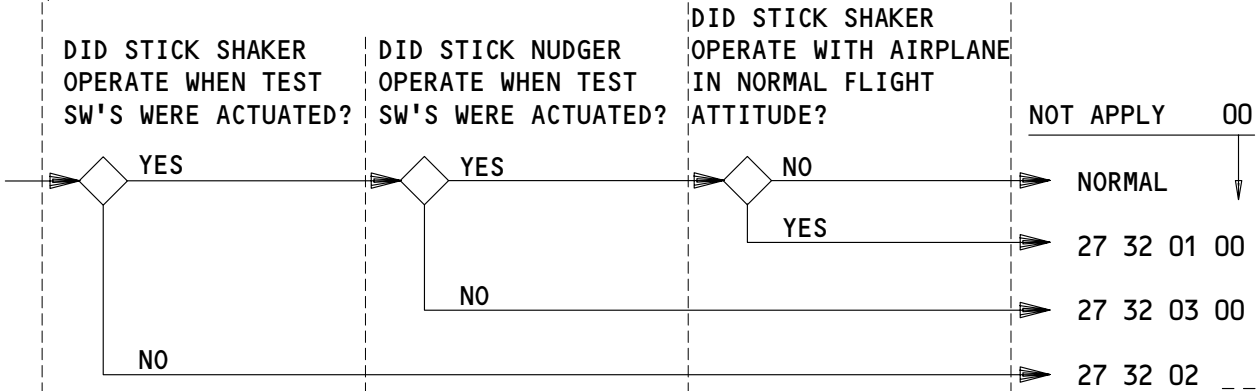 DID STICK SHAKER
OPERATE WHEN TEST
SW'S WERE ACTUATED?
DID STICK NUDGER
OPERATE WHEN TEST
SW'S WERE ACTUATED?
DID STICK SHAKER
OPERATE WITH AIRPLANE
IN NORMAL FLIGHT
ATTITUDE?
NOT APPLY 00
YES
YES
NO
NORMAL
YES
27 32 01 00
NO
27 32 03 00
NO
27 32 02 _ _